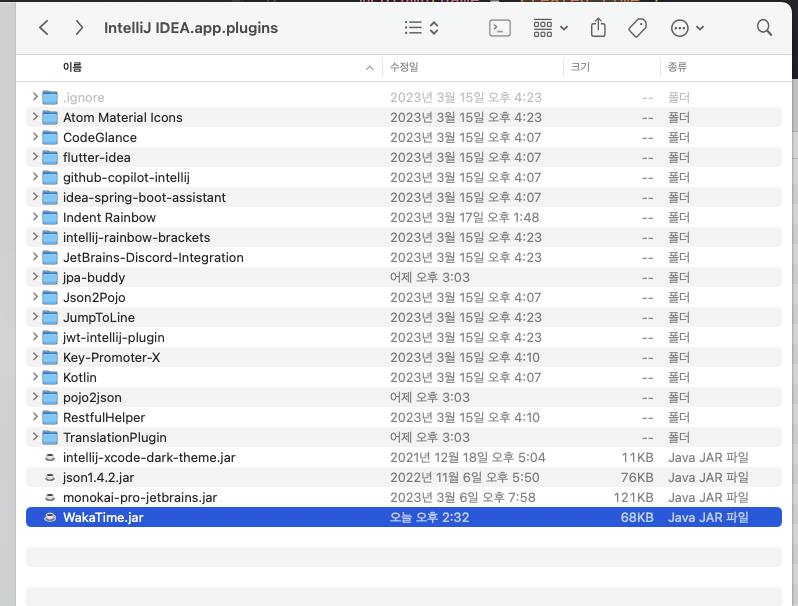 IntelliJ IDEA.app.plugins
이름 수정일 크기 종류
.ignore 2023년 3월 15일 오후 4:23 -- 폴더
Atom Material Icons 2023년 3월 15일 오후 4:23 -- 폴더
CodeGlance 2023년 3월 15일 오후 4:07 -- 폴더
flutter-idea 2023년 3월 15일 오후 4:07 -- 폴더
github-copilot-intellij 2023년 3월 15일 오후 4:07 -- 폴더
idea-spring-boot-assistant 2023년 3월 15일 오후 4:07 -- 폴더
Indent Rainbow 2023년 3월 17일 오후 1:48 -- 폴더
intellij-rainbow-brackets 2023년 3월 15일 오후 4:23 -- 폴더
JetBrains-Discord-Integration 2023년 3월 15일 오후 4:23 -- 폴더
jpa-buddy 어제 오후 3:03 -- 폴더
Json2Pojo 2023년 3월 15일 오후 4:07 -- 폴더
JumpToLine 2023년 3월 15일 오후 4:23 -- 폴더
jwt-intellij-plugin 2023년 3월 15일 오후 4:23 -- 폴더
Key-Promoter-X 2023년 3월 15일 오후 4:10 -- 폴더
Kotlin 2023년 3월 15일 오후 4:07 -- 폴더
pojo2json 어제 오후 3:03 -- 폴더
RestfulHelper 2023년 3월 15일 오후 4:10 -- 폴더
TranslationPlugin 어제 오후 3:03 -- 폴더
intellij-xcode-dark-theme.jar 2021년 12월 18일 오후 5:04 11KB Java JAR 파일
json1.4.2.jar 2022년 11월 6일 오후 5:50 76KB Java JAR 파일
monokai-pro-jetbrains.jar 2023년 3월 6일 오후 7:58 121KB Java JAR 파일
WakaTime.jar 오늘 오후 2:32 68KB Java JAR 파일